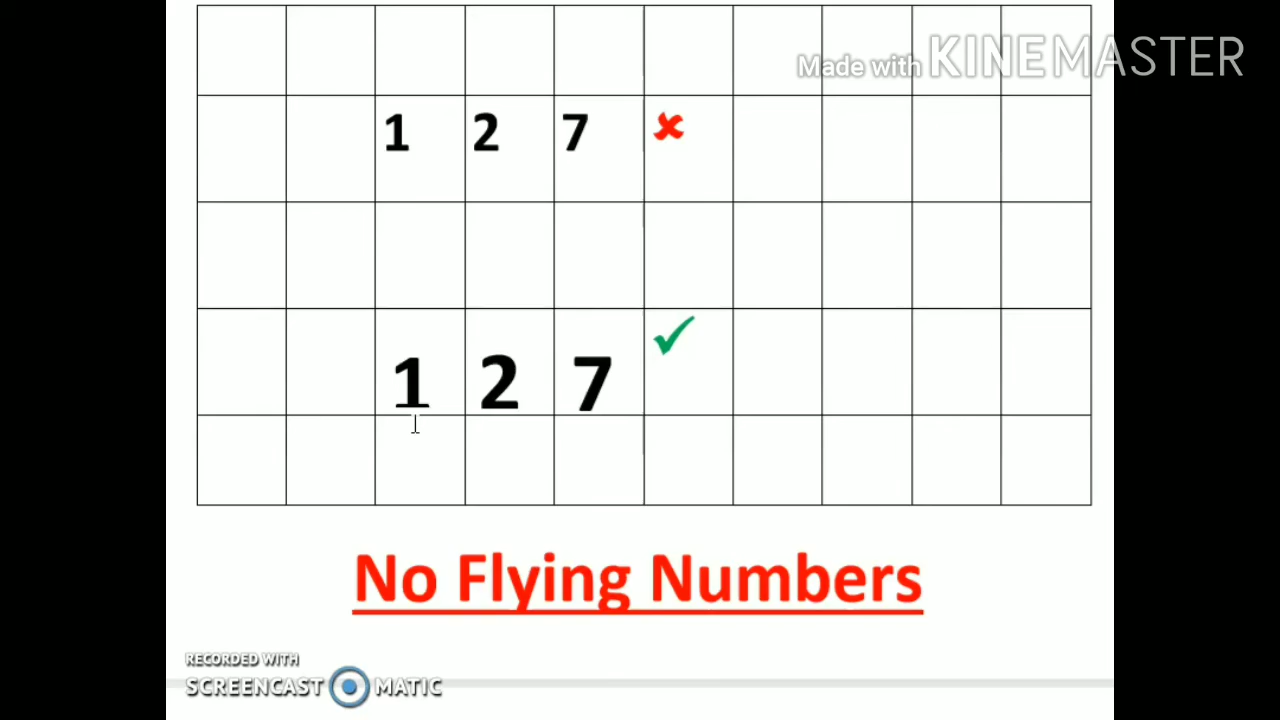 Made with KINEMASTER
1 2 7 ✘
1 2 7 ✓
No Flying Numbers
RECORDED WITH
SCREENCAST MATIC